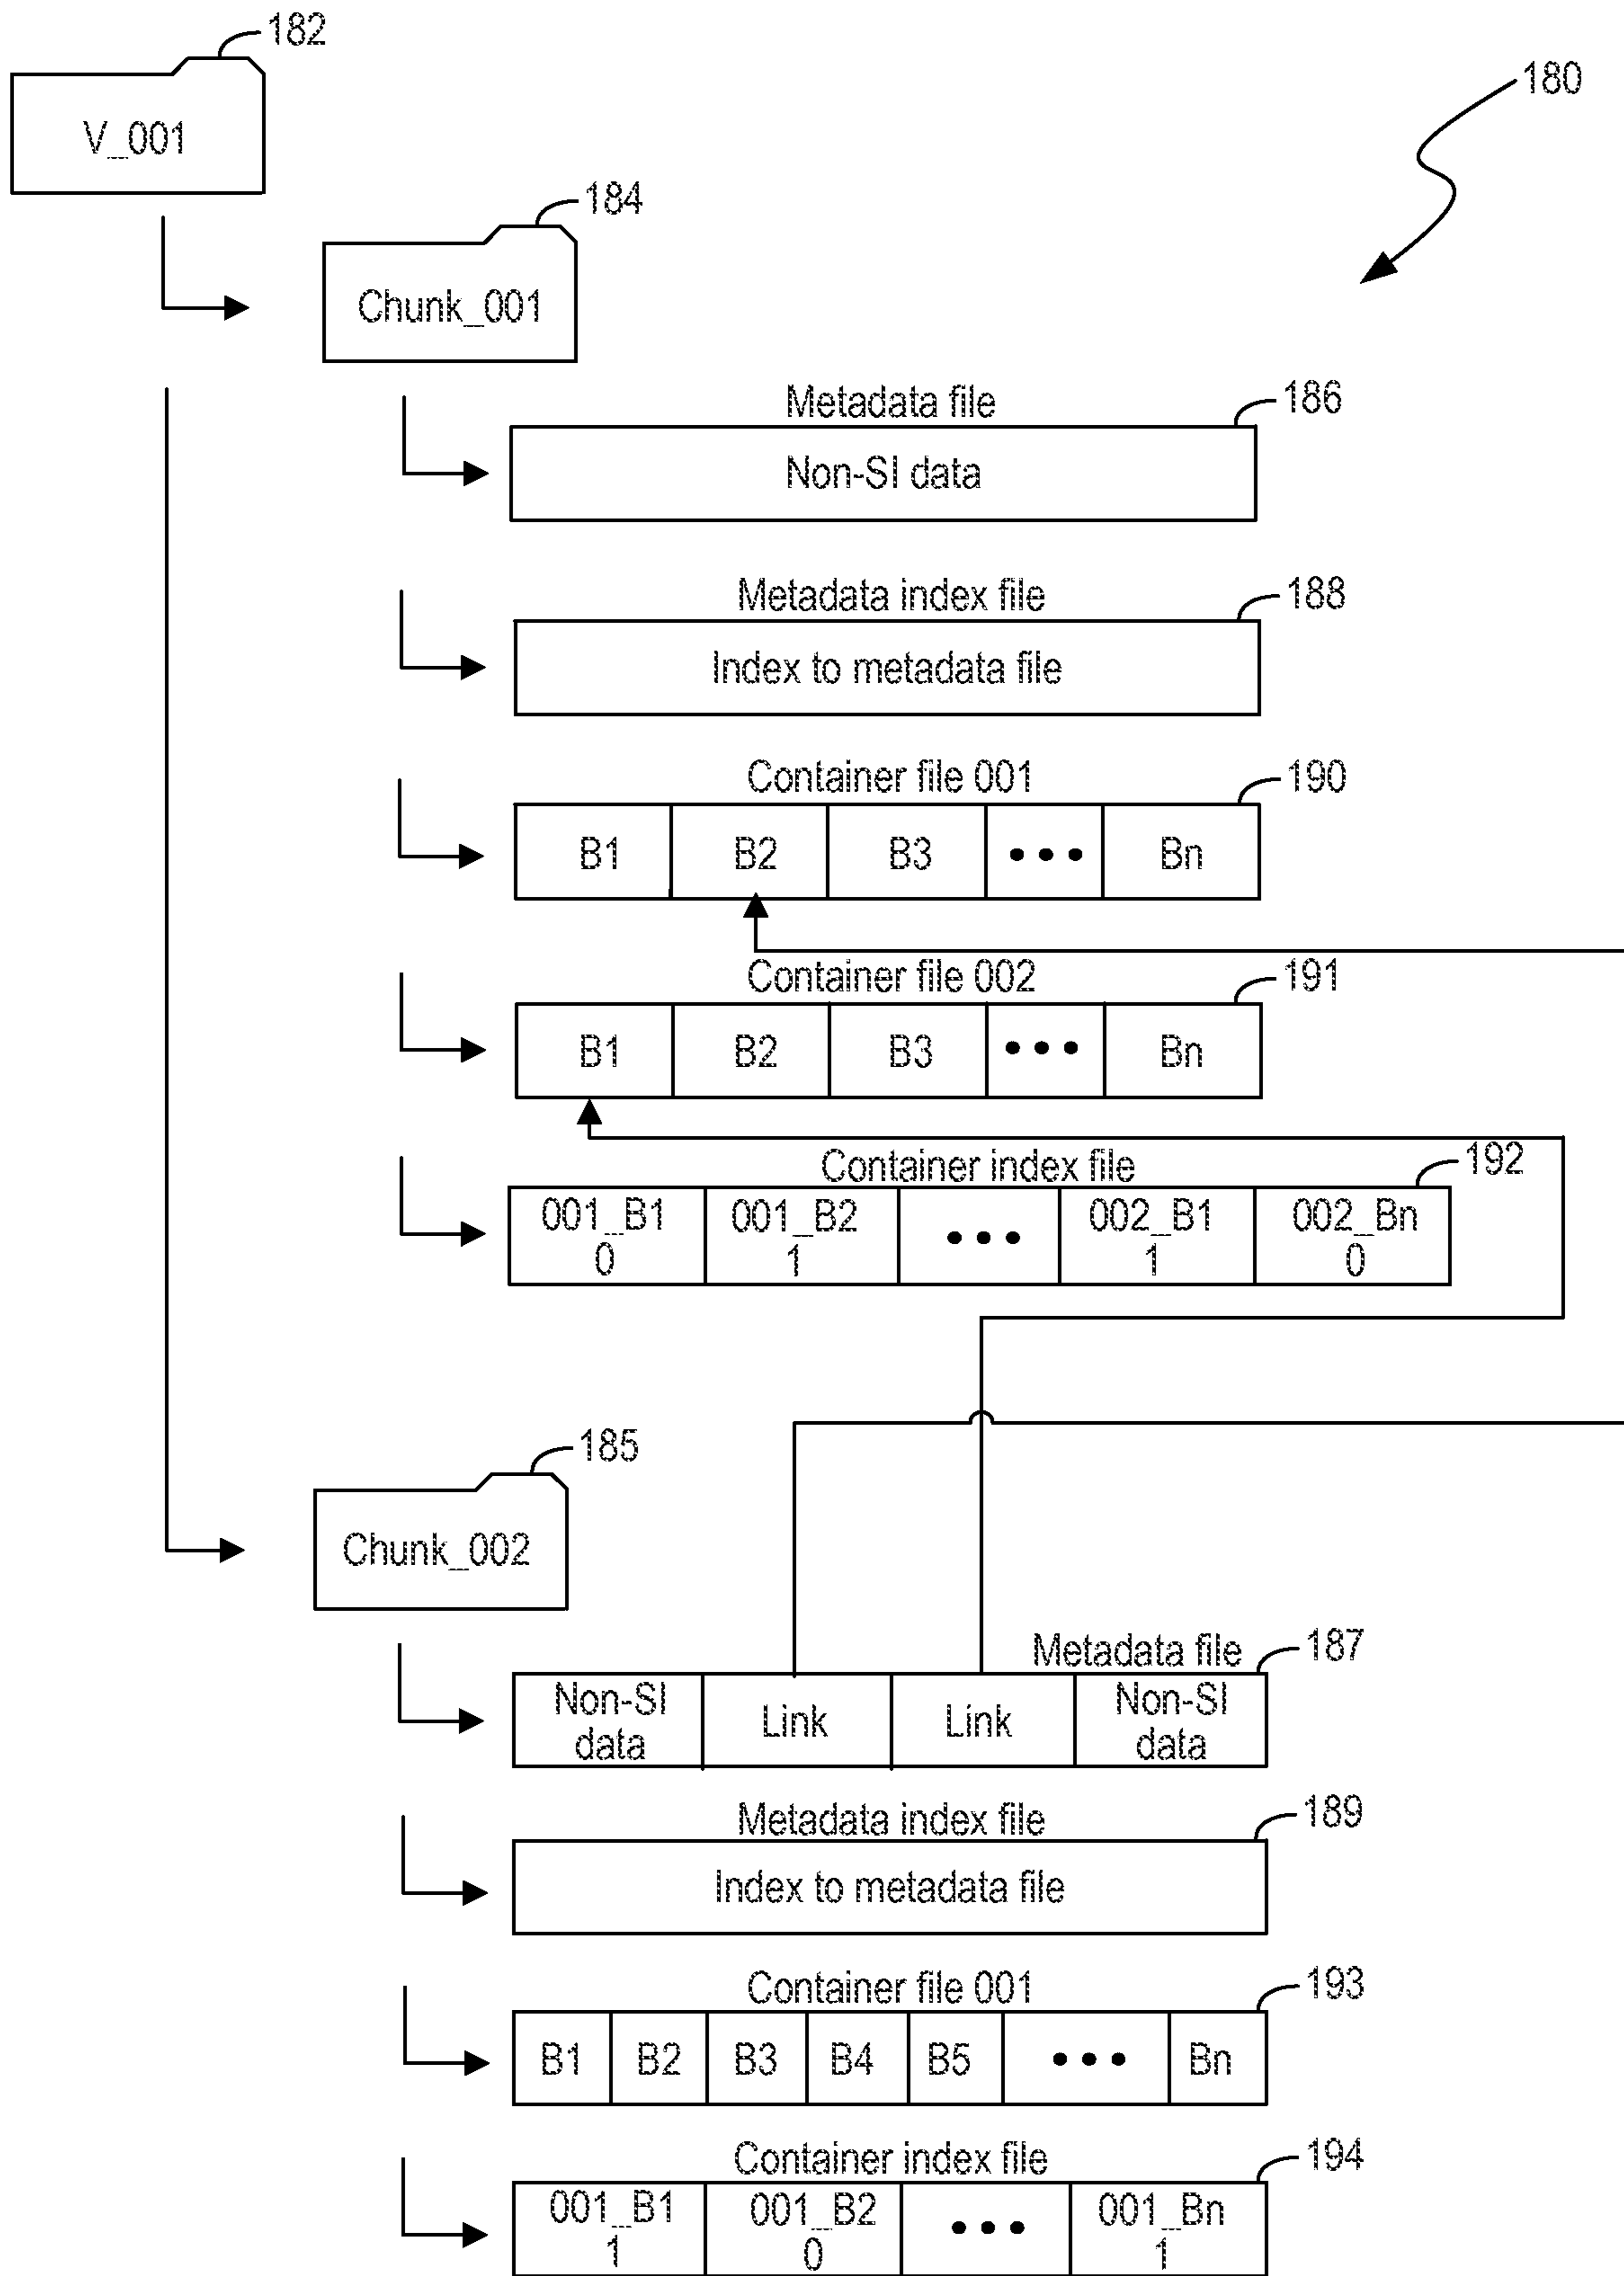 182
V_001
180
184
Chunk_001
Metadata file
186
Non-SI data
Metadata index file
188
Index to metadata file
Container file 001
190
B1 B2 B3 ••• Bn
Container file 002
191
B1 B2 B3 ••• Bn
Container index file
192
001_B1 001_B2 ••• 002_B1 002_Bn
0 1 1 0
185
Chunk_002
Metadata file
187
Non-SI data Link Link Non-SI data
Metadata index file
189
Index to metadata file
Container file 001
193
B1 B2 B3 B4 B5 ••• Bn
Container index file
194
001_B1 001_B2 ••• 001_Bn
1 0 1